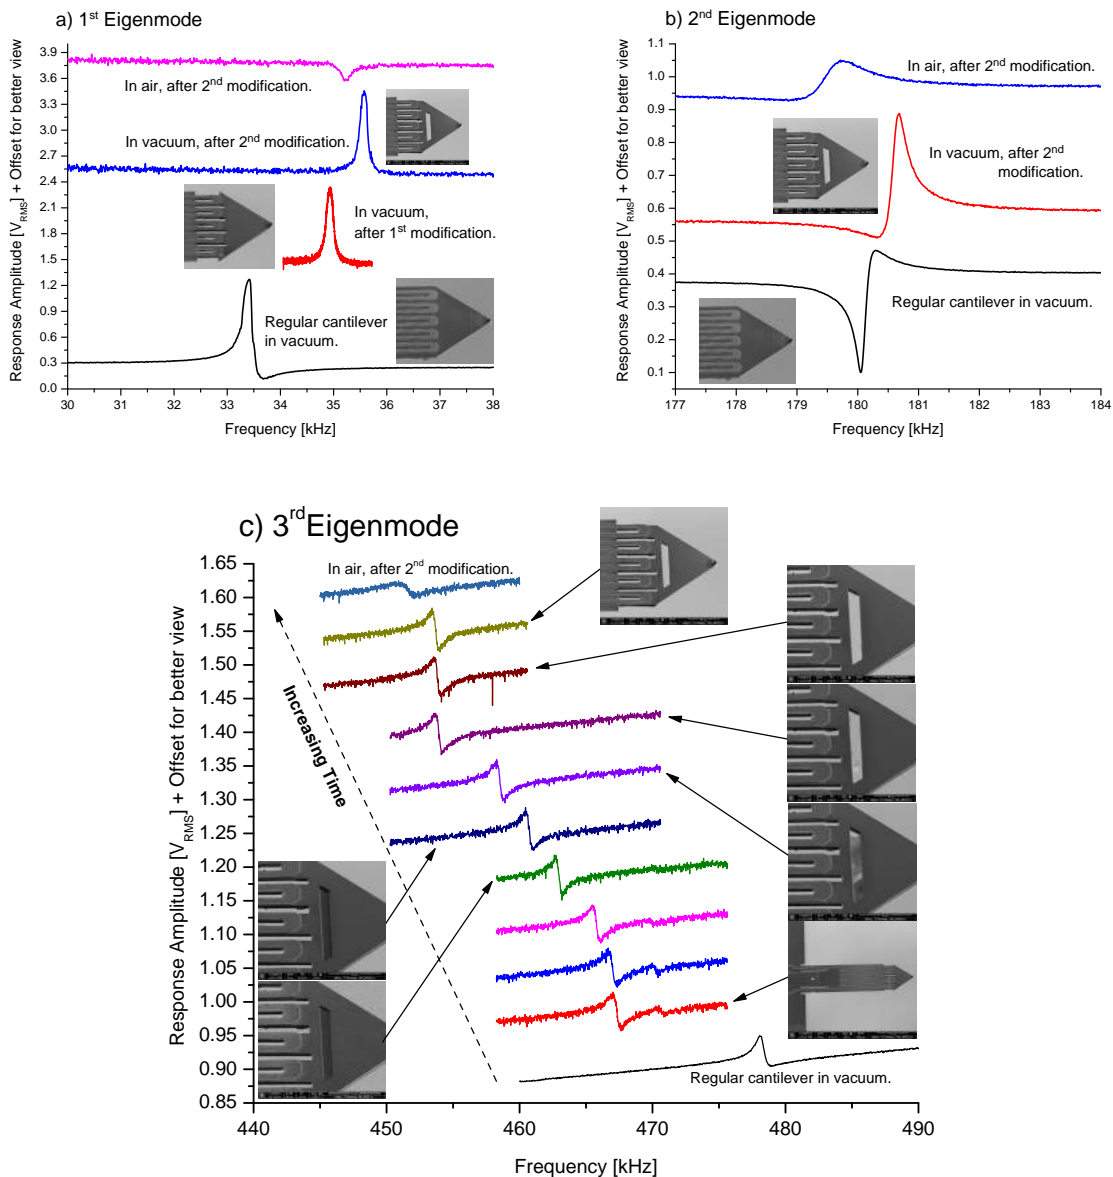 a) 1st Eigenmode
Response Amplitude [VRMS] + Offset for better view
3.9
3.6
3.3
3.0
2.7
2.4
2.1
1.8
1.5
1.2
0.9
0.6
0.3
0.0
In air, after 2nd modification.
In vacuum, after 2nd modification.
In vacuum,
after 1st modification.
Regular cantilever
in vacuum.
30 31 32 33 34 35 36 37 38
Frequency [kHz]
b) 2nd Eigenmode
Response Amplitude [VRMS] + Offset for better view
1.1
1.0
0.9
0.8
0.7
0.6
0.5
0.4
0.3
0.2
0.1
In air, after 2nd modification.
In vacuum, after 2nd
modification.
Regular cantilever in vacuum.
177 178 179 180 181 182 183 184
Frequency [kHz]
c) 3rd Eigenmode
Response Amplitude [VRMS] + Offset for better view
1.65
1.60
1.55
1.50
1.45
1.40
1.35
1.30
1.25
1.20
1.15
1.10
1.05
1.00
0.95
0.90
0.85
In air, after 2nd modification.
Increasing Time
Regular cantilever in vacuum.
440 450 460 470 480 490
Frequency [kHz]